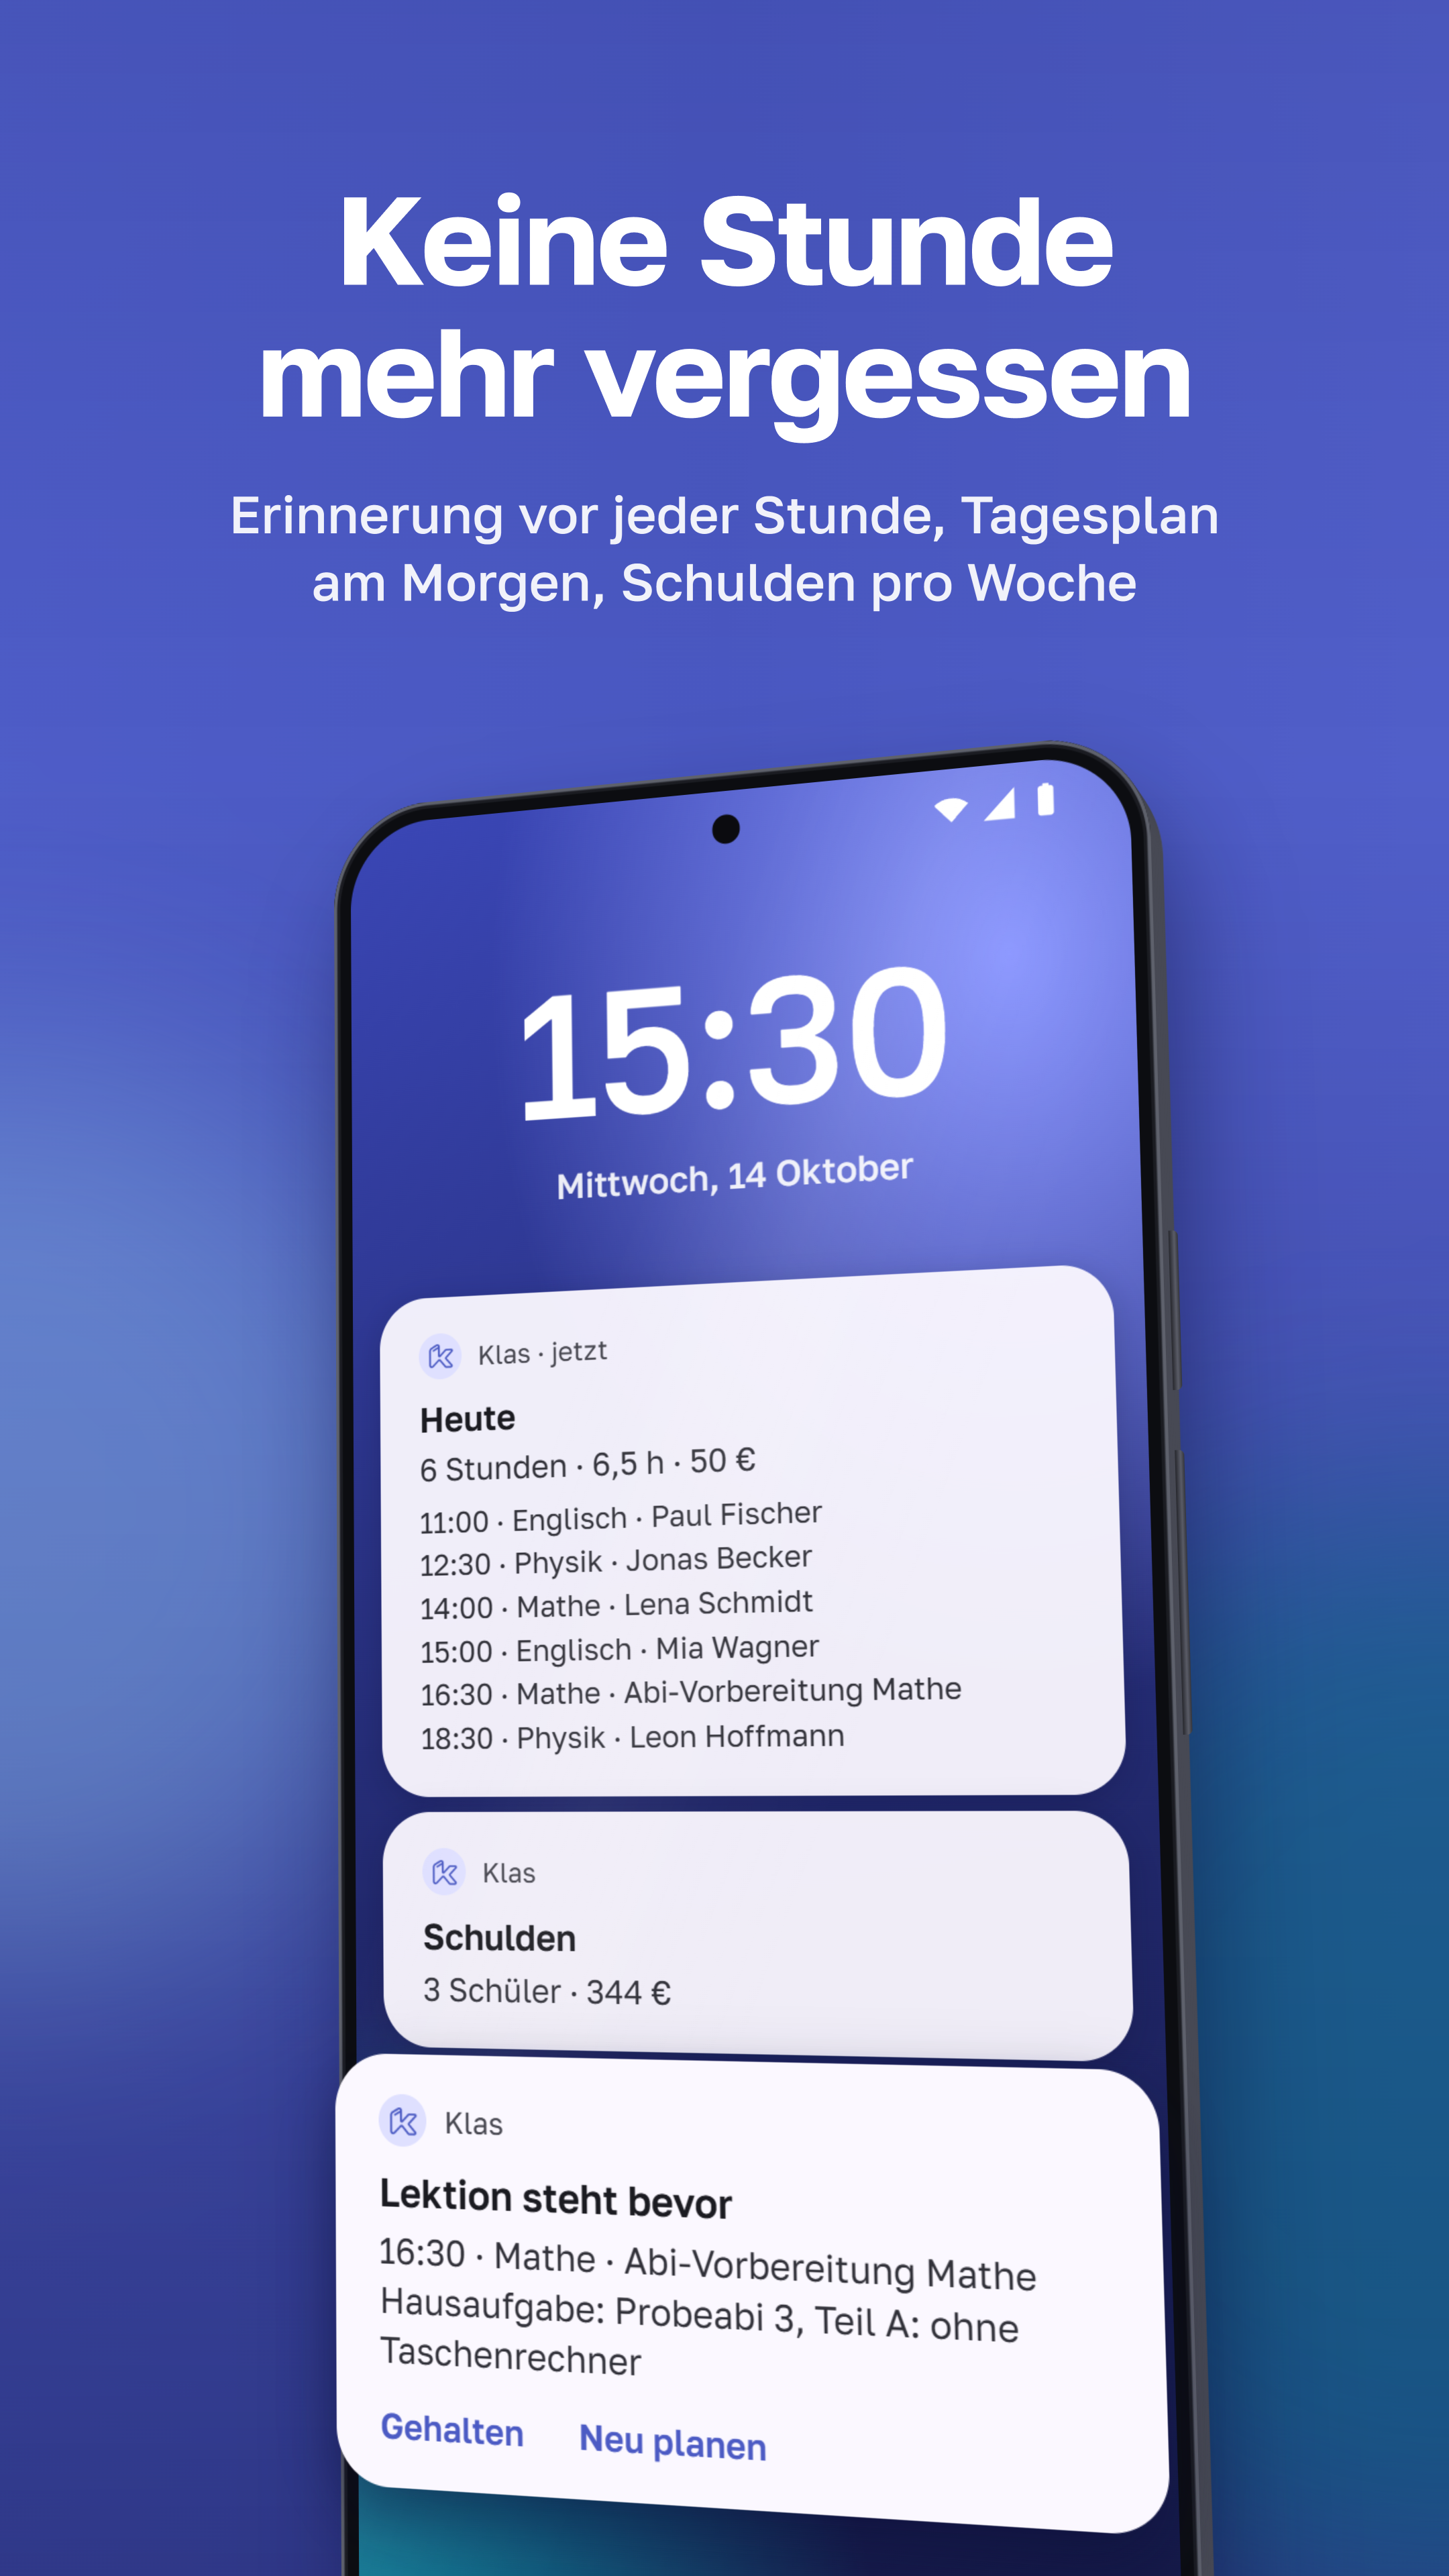 Keine Stunde
mehr vergessen
Erinnerung vor jeder Stunde, Tagesplan
am Morgen, Schulden pro Woche
15:30
Mittwoch, 14 Oktober
Klas · jetzt
Heute
6 Stunden · 6,5 h · 50 €
11:00 · Englisch · Paul Fischer
12:30 · Physik · Jonas Becker
14:00 · Mathe · Lena Schmidt
15:00 · Englisch · Mia Wagner
16:30 · Mathe · Abi-Vorbereitung Mathe
18:30 · Physik · Leon Hoffmann
Klas
Schulden
3 Schüler · 344 €
Klas
Lektion steht bevor
16:30 · Mathe · Abi-Vorbereitung Mathe
Hausaufgabe: Probeabi 3, Teil A: ohne
Taschenrechner
Gehalten Neu planen